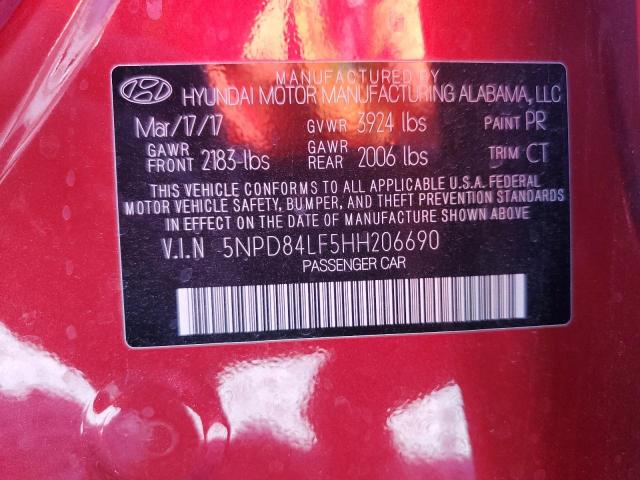 MANUFACTURED BY
HYUNDAI MOTOR MANUFACTURING ALABAMA, LLC
Mar/17/17 GVWR 3924 lbs PAINT PR
GAWR FRONT 2183-lbs GAWR REAR 2006 lbs TRIM CT
THIS VEHICLE CONFORMS TO ALL APPLICABLE U.S.A. FEDERAL
MOTOR VEHICLE SAFETY, BUMPER, AND THEFT PREVENTION STANDARDS
IN EFFECT ON THE DATE OF MANUFACTURE SHOWN ABOVE
V.I.N 5NPD84LF5HH206690
PASSENGER CAR